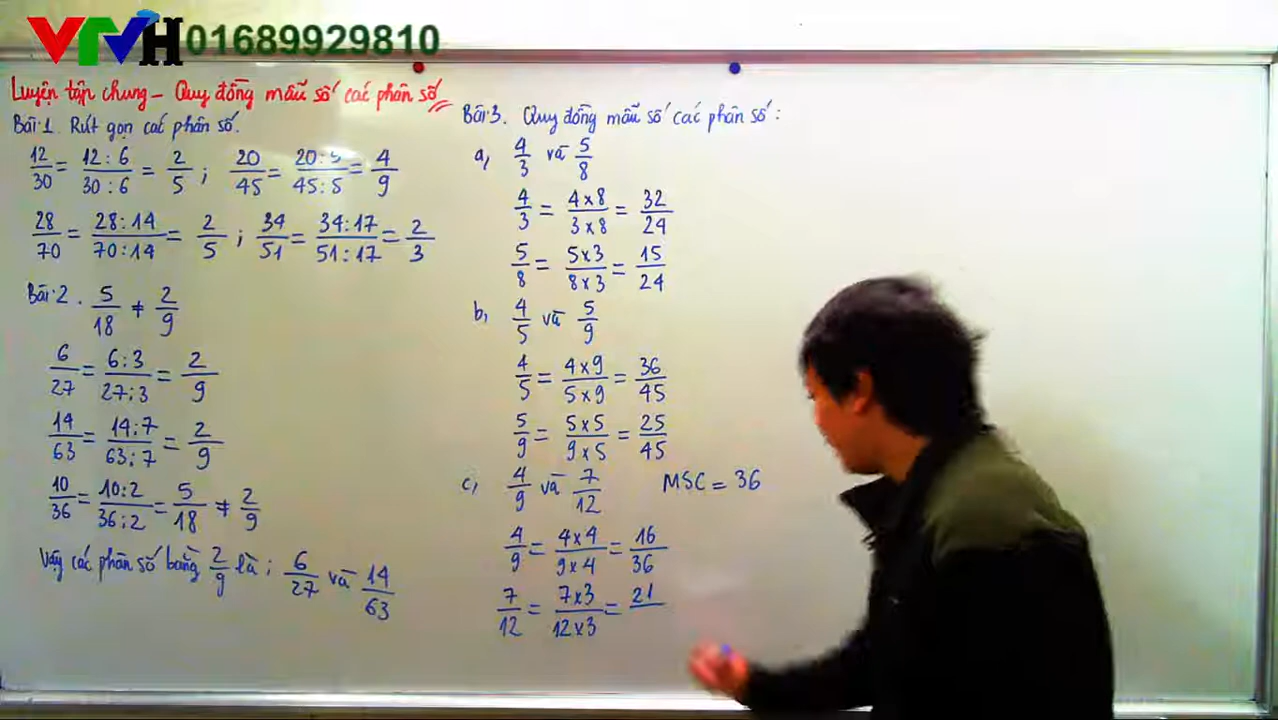 VTVH 01689929810
Luyện tập chung - Quy đồng mẫu số các phân số
Bài 1. Rút gọn các phân số.
12/30 = 12:6/30:6 = 2/5 ; 20/45 = 20:5/45:5 = 4/9
28/70 = 28:14/70:14 = 2/5 ; 34/51 = 34:17/51:17 = 2/3
Bài 2. 5/18 ≠ 2/9
6/27 = 6:3/27:3 = 2/9
14/63 = 14:7/63:7 = 2/9
10/36 = 10:2/36:2 = 5/18 ≠ 2/9
Vậy các phân số bằng 2/9 là: 6/27 và 14/63
Bài 3. Quy đồng mẫu số các phân số:
a, 4/3 và 5/8
4/3 = 4x8/3x8 = 32/24
5/8 = 5x3/8x3 = 15/24
b, 4/5 và 5/9
4/5 = 4x9/5x9 = 36/45
5/9 = 5x5/9x5 = 25/45
c, 4/9 và 7/12 MSC = 36
4/9 = 4x4/9x4 = 16/36
7/12 = 7x3/12x3 = 21/